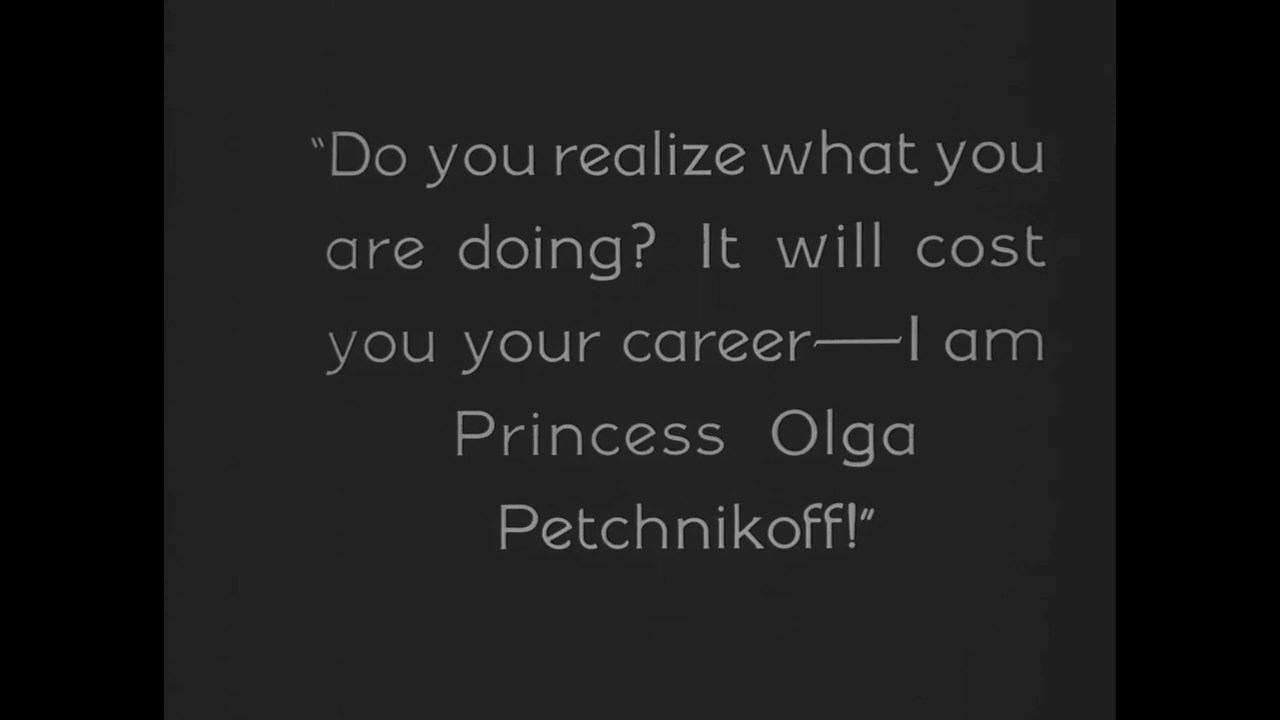 “Do you realize what you
are doing? It will cost
you your career—I am
Princess Olga
Petchnikoff!”